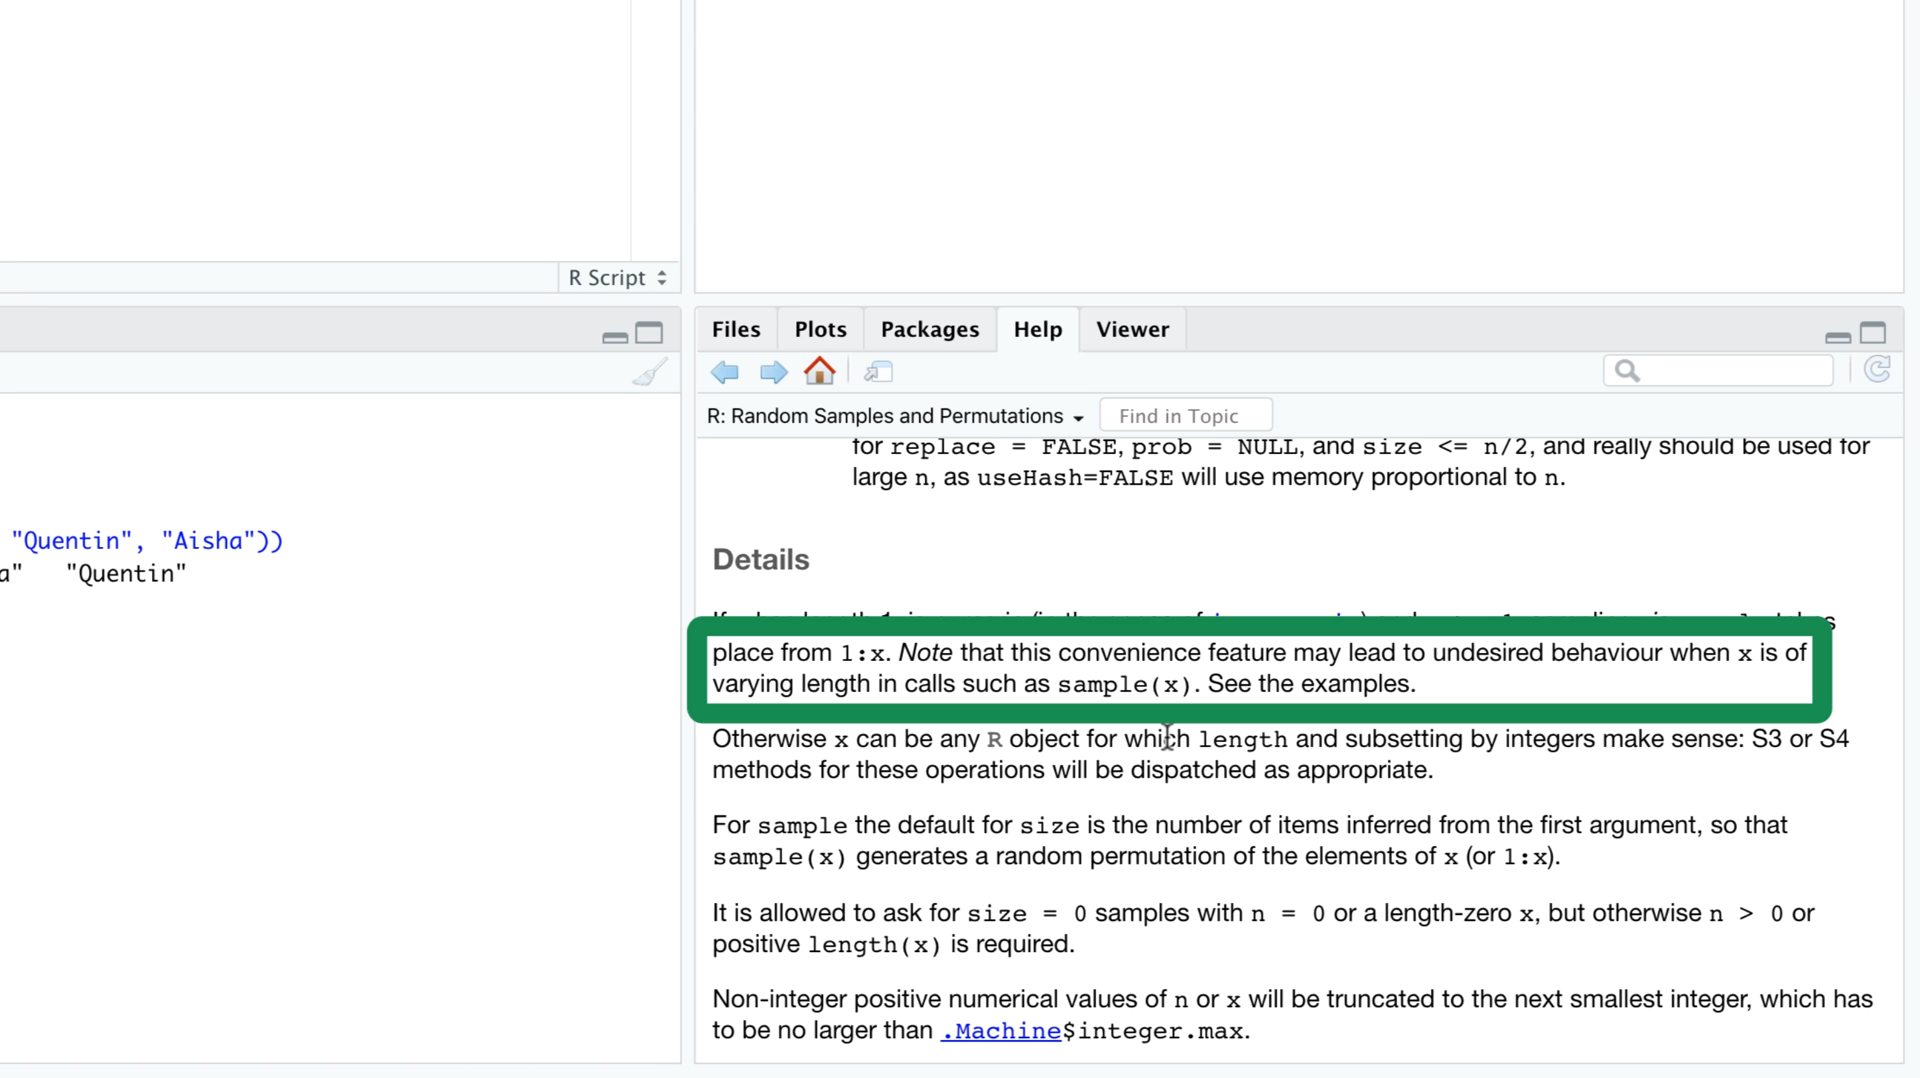 R Script
"Quentin", "Aisha"))
a"   "Quentin"
Files Plots Packages Help Viewer
R: Random Samples and Permutations Find in Topic
for replace = FALSE, prob = NULL, and size <= n/2, and really should be used for
large n, as useHash=FALSE will use memory proportional to n.
Details
place from 1:x. Note that this convenience feature may lead to undesired behaviour when x is of
varying length in calls such as sample(x). See the examples.
Otherwise x can be any R object for which length and subsetting by integers make sense: S3 or S4
methods for these operations will be dispatched as appropriate.
For sample the default for size is the number of items inferred from the first argument, so that
sample(x) generates a random permutation of the elements of x (or 1:x).
It is allowed to ask for size = 0 samples with n = 0 or a length-zero x, but otherwise n > 0 or
positive length(x) is required.
Non-integer positive numerical values of n or x will be truncated to the next smallest integer, which has
to be no larger than .Machine$integer.max.